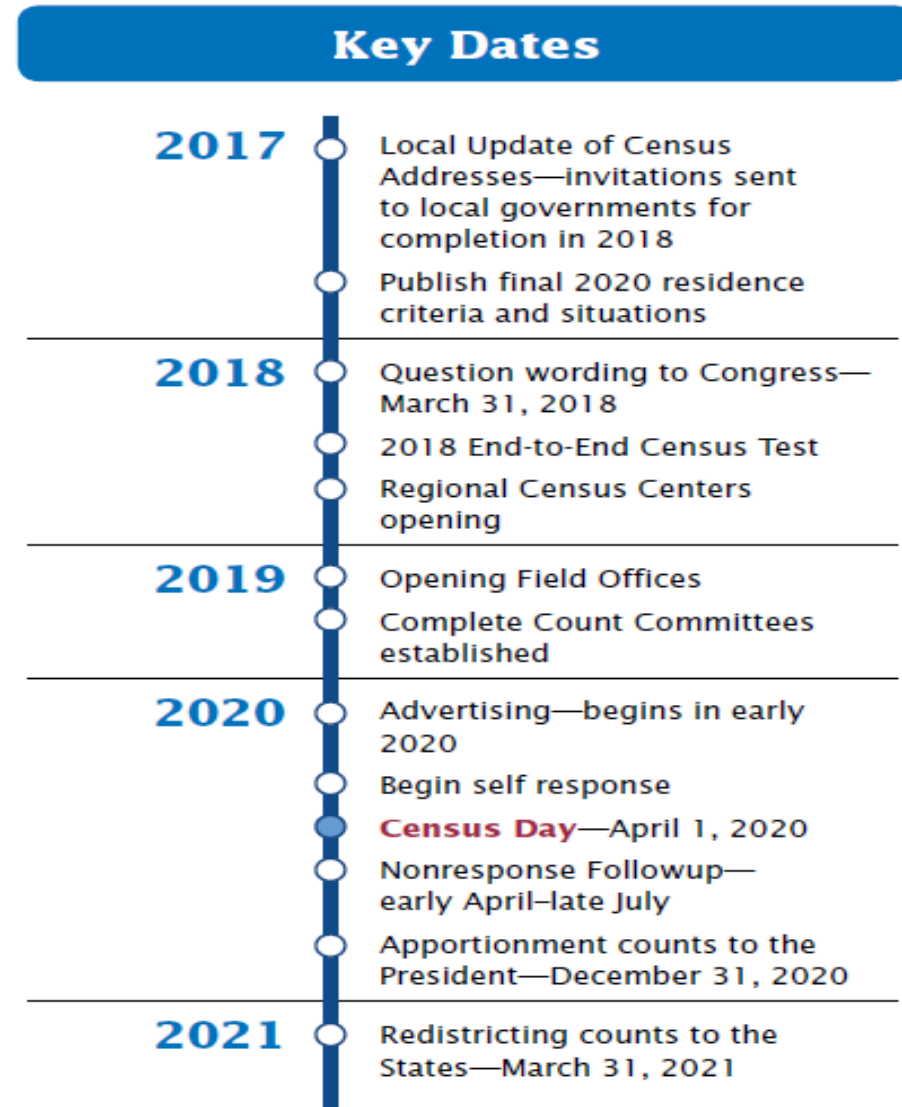 Key Dates
2017
Local Update of Census
Addresses—invitations sent
to local governments for
completion in 2018
Publish final 2020 residence
criteria and situations
2018
Question wording to Congress—
March 31, 2018
2018 End-to-End Census Test
Regional Census Centers
opening
2019
Opening Field Offices
Complete Count Committees
established
2020
Advertising—begins in early
2020
Begin self response
Census Day—April 1, 2020
Nonresponse Followup—
early April–late July
Apportionment counts to the
President—December 31, 2020
2021
Redistricting counts to the
States—March 31, 2021